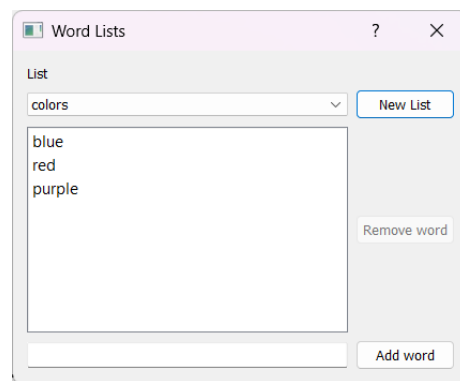 Word Lists ?
List
colors New List
blue
red
purple
Remove word
Add word